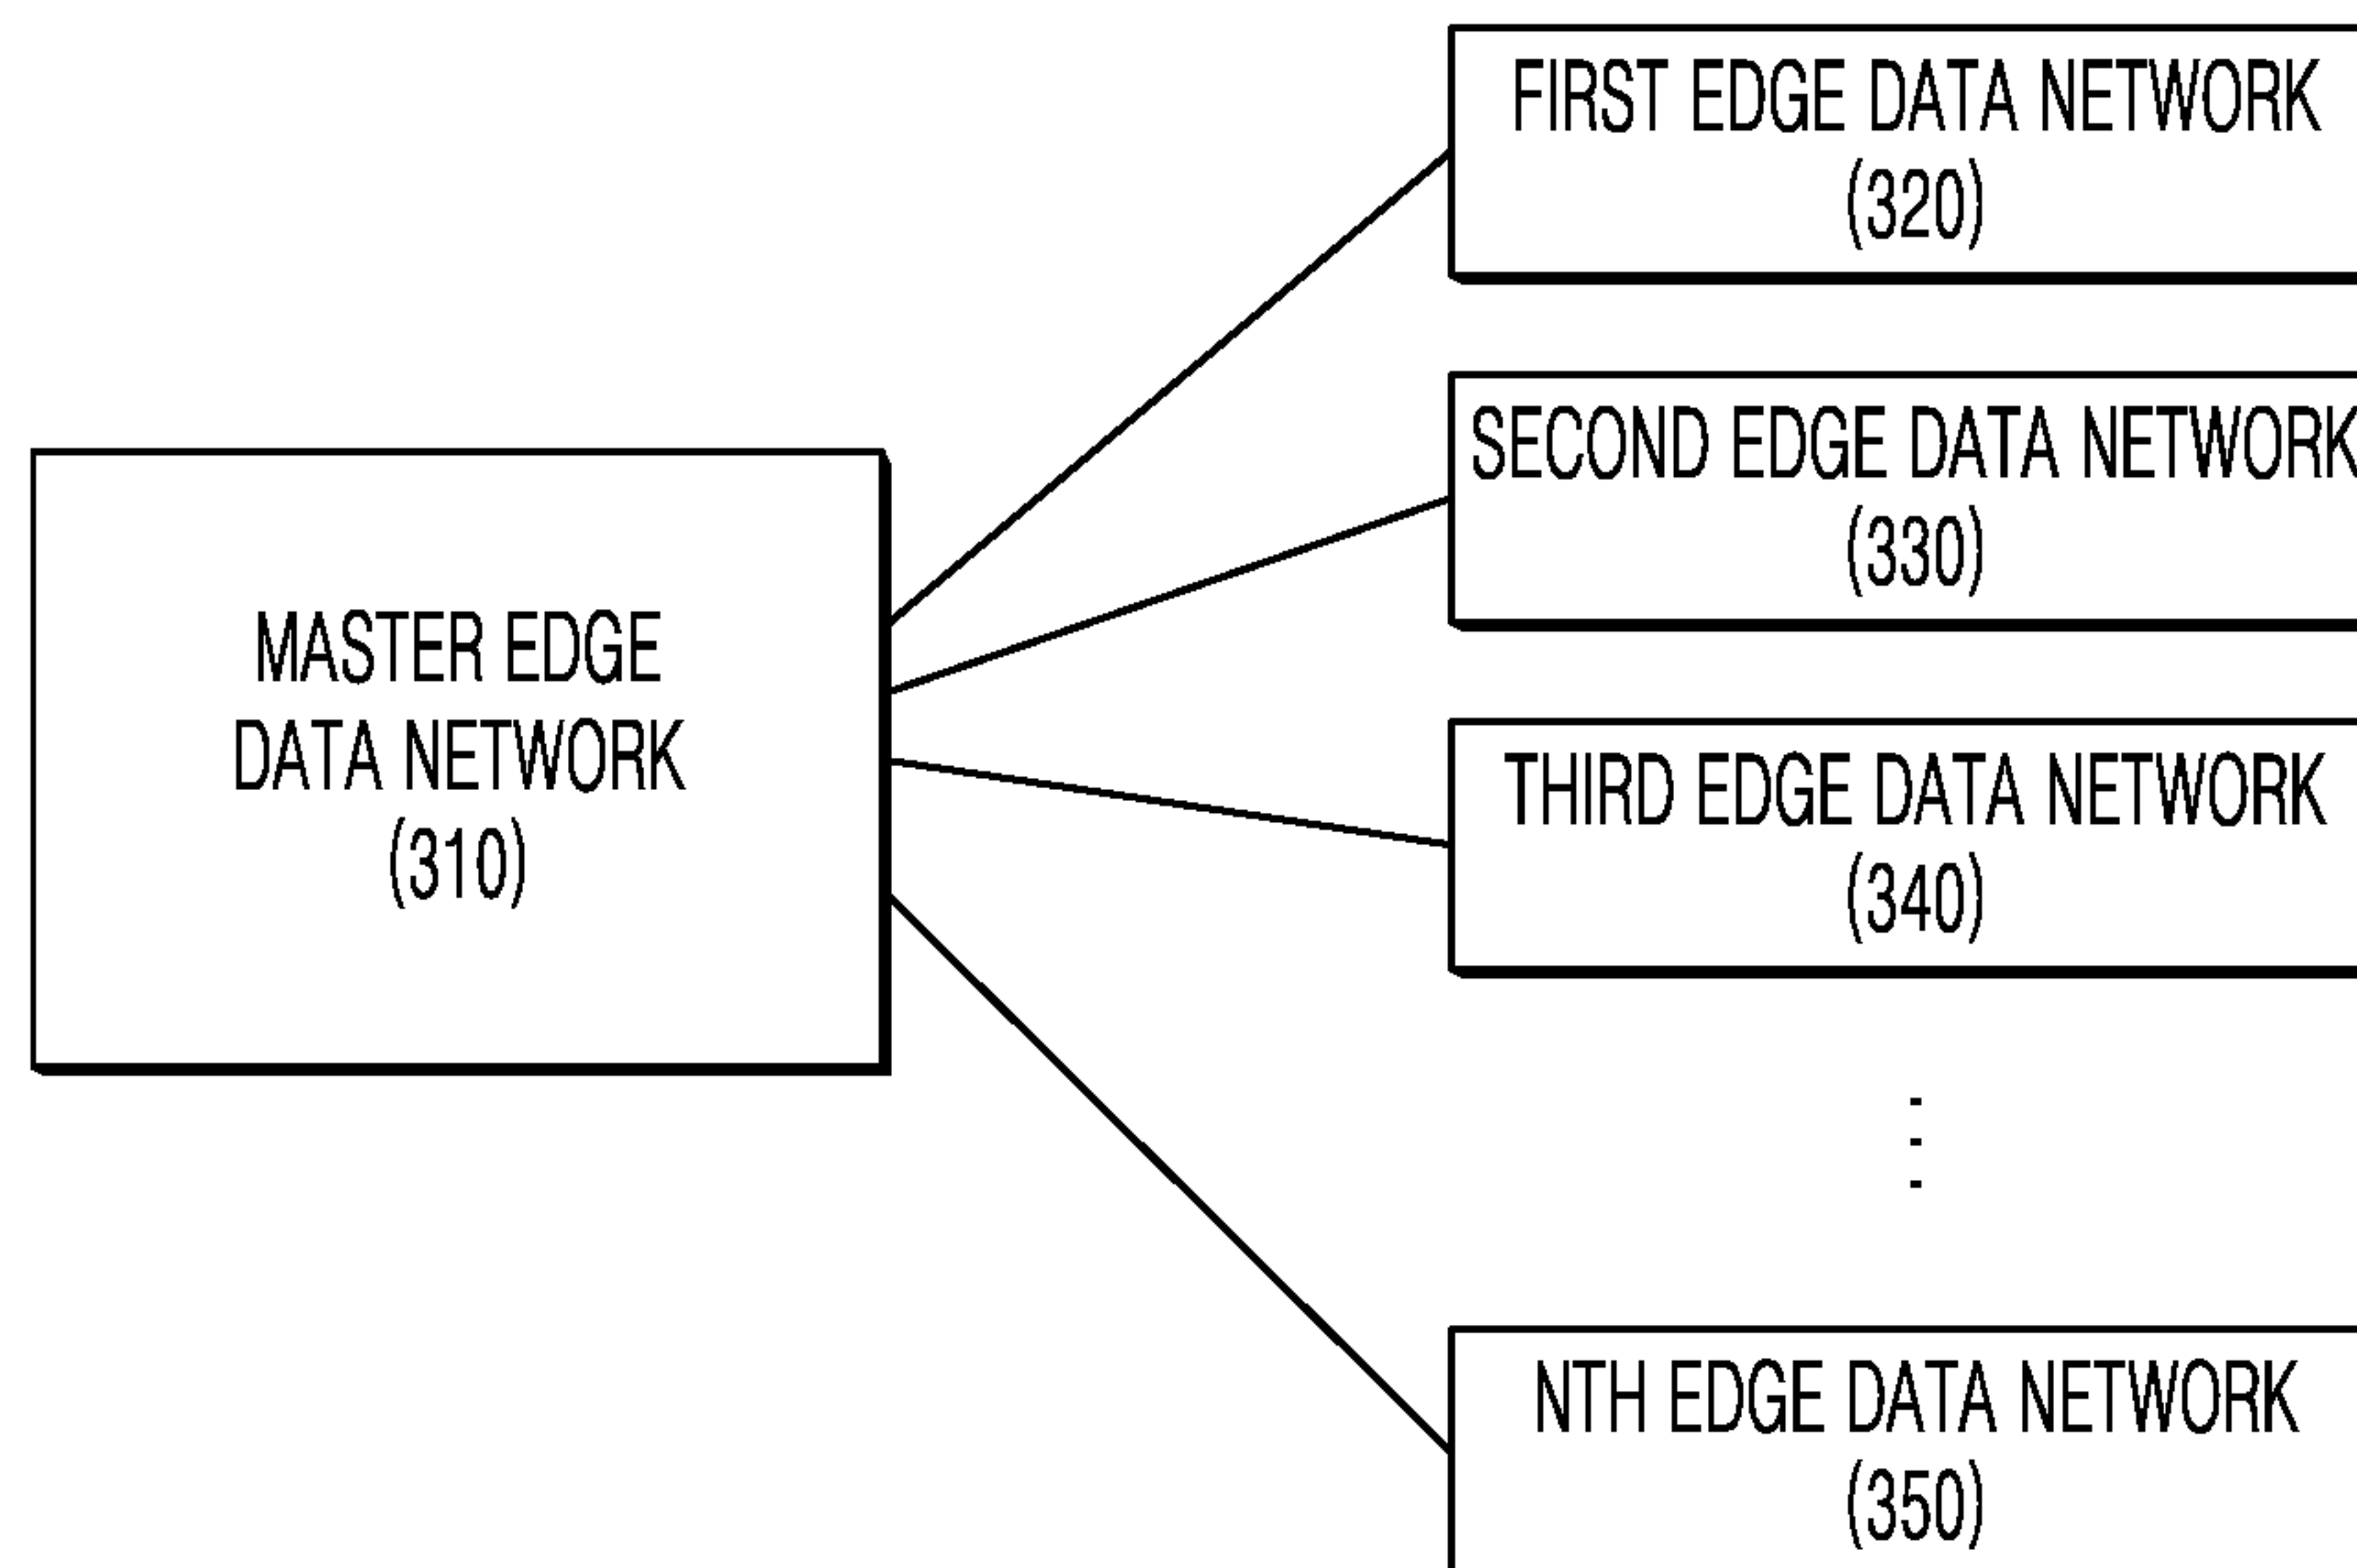 FIRST EDGE DATA NETWORK
(320)
SECOND EDGE DATA NETWORK
(330)
MASTER EDGE
DATA NETWORK
(310)
THIRD EDGE DATA NETWORK
(340)
NTH EDGE DATA NETWORK
(350)